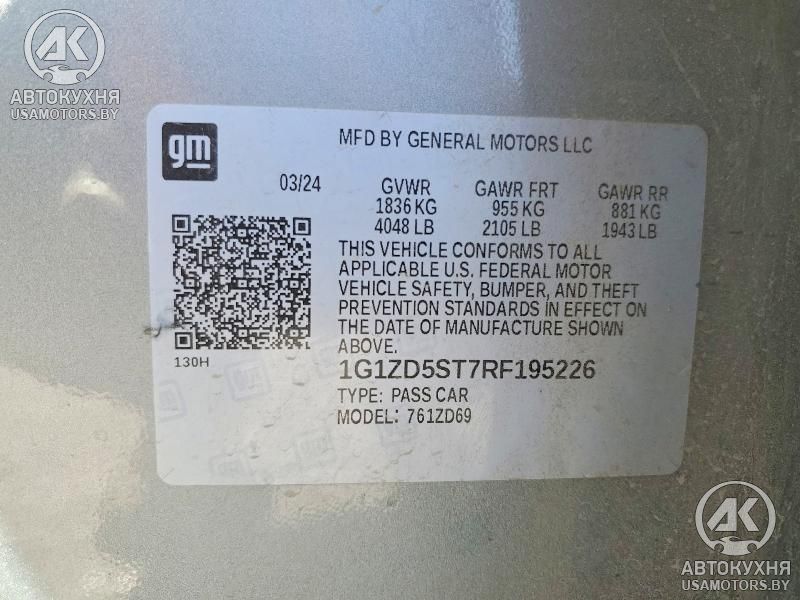 АК
АВТОКУХНЯ
USAMOTORS.BY
gm
MFD BY GENERAL MOTORS LLC
03/24 GVWR GAWR FRT GAWR RR
1836 KG 955 KG 881 KG
4048 LB 2105 LB 1943 LB
THIS VEHICLE CONFORMS TO ALL
APPLICABLE U.S. FEDERAL MOTOR
VEHICLE SAFETY, BUMPER, AND THEFT
PREVENTION STANDARDS IN EFFECT ON
THE DATE OF MANUFACTURE SHOWN
ABOVE.
130H
1G1ZD5ST7RF195226
TYPE: PASS CAR
MODEL: 761ZD69
АК
АВТОКУХНЯ
USAMOTORS.BY